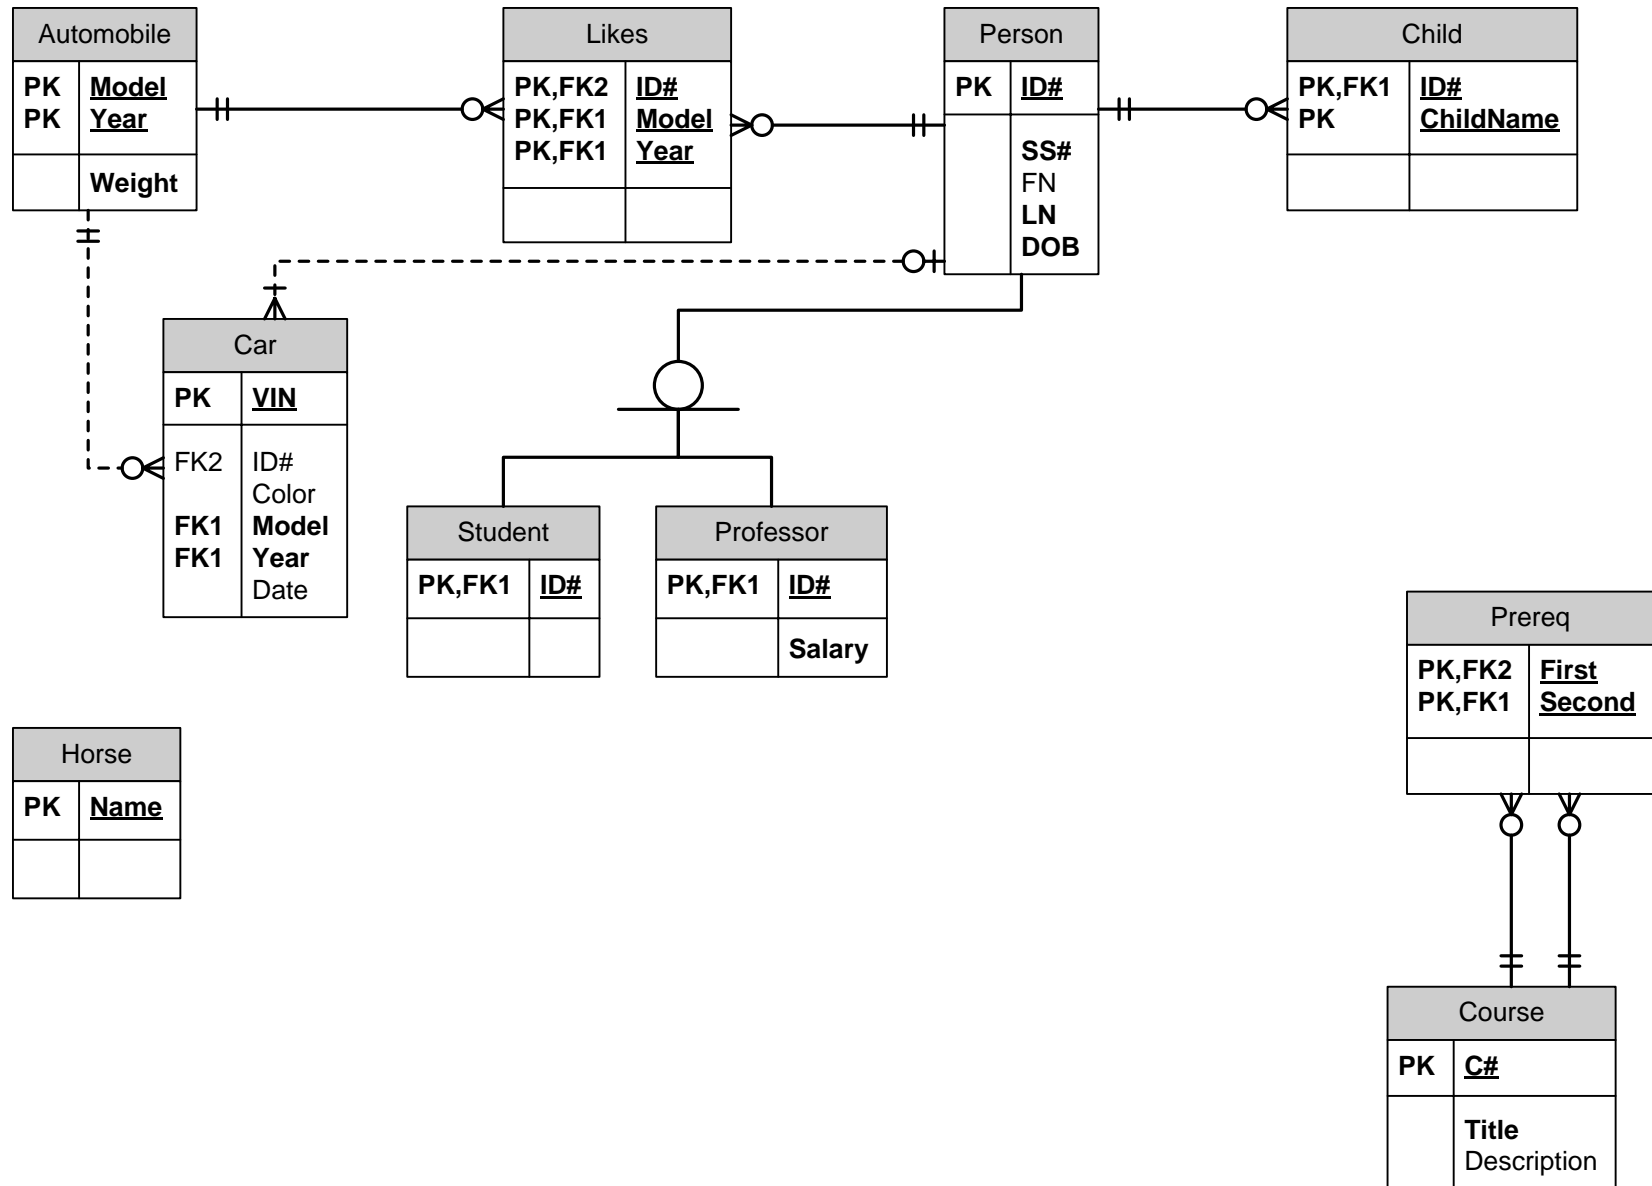 Automobile
PK Model
PK Year
Weight
Likes
PK,FK2 ID#
PK,FK1 Model
PK,FK1 Year
Person
PK ID#
SS#
FN
LN
DOB
Child
PK,FK1 ID#
PK ChildName
Car
PK VIN
FK2 ID#
Color
FK1 Model
FK1 Year
Date
Student
PK,FK1 ID#
Professor
PK,FK1 ID#
Salary
Prereq
PK,FK2 First
PK,FK1 Second
Horse
PK Name
Course
PK C#
Title
Description